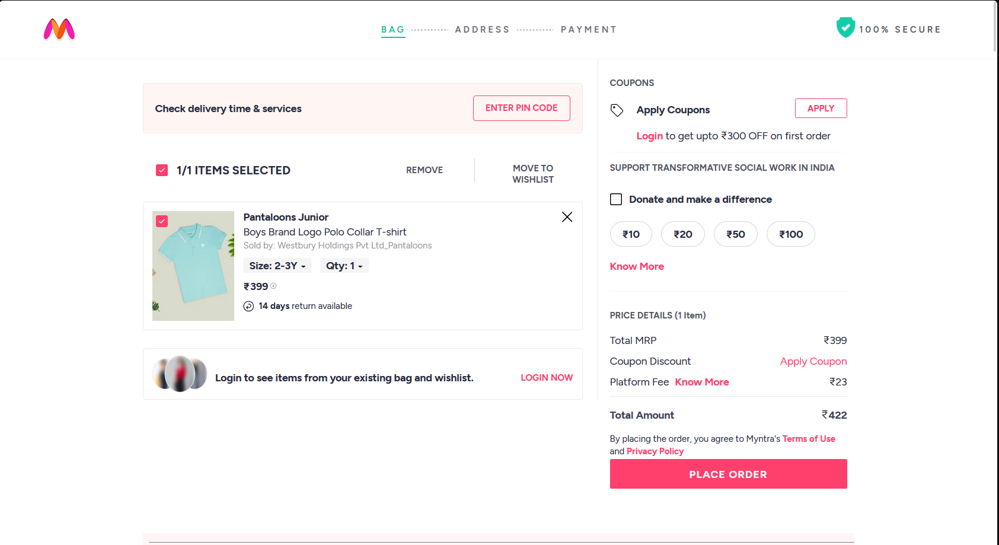 BAG ---------- ADDRESS ---------- PAYMENT
100% SECURE
Check delivery time & services
ENTER PIN CODE
1/1 ITEMS SELECTED
REMOVE
MOVE TO
WISHLIST
Pantaloons Junior
Boys Brand Logo Polo Collar T-shirt
Sold by: Westbury Holdings Pvt Ltd_Pantaloons
Size: 2-3Y
Qty: 1
₹399
14 days return available
Login to see items from your existing bag and wishlist.
LOGIN NOW
COUPONS
Apply Coupons
APPLY
Login to get upto ₹300 OFF on first order
SUPPORT TRANSFORMATIVE SOCIAL WORK IN INDIA
Donate and make a difference
₹10 ₹20 ₹50 ₹100
Know More
PRICE DETAILS (1 Item)
Total MRP ₹399
Coupon Discount Apply Coupon
Platform Fee Know More ₹23
Total Amount ₹422
By placing the order, you agree to Myntra's Terms of Use
and Privacy Policy
PLACE ORDER